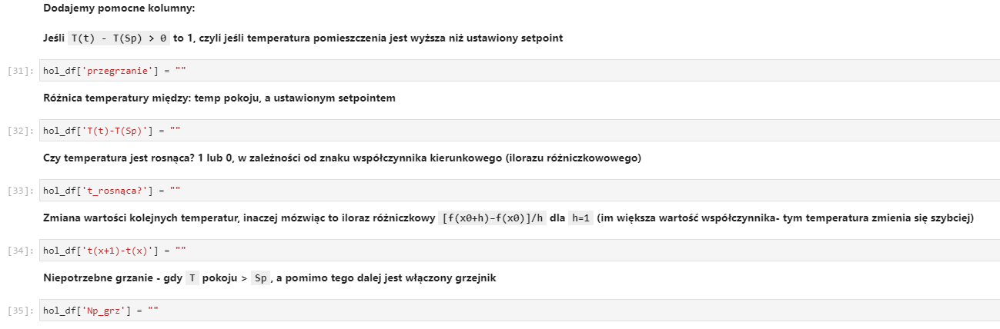 Dodajemy pomocne kolumny:
Jeśli T(t) - T(Sp) > 0 to 1, czyli jeśli temperatura pomieszczenia jest wyższa niż ustawiony setpoint
[31]: hol_df['przegrzanie'] = ""
Różnica temperatury między: temp pokoju, a ustawionym setpointem
[32]: hol_df['T(t)-T(Sp)'] = ""
Czy temperatura jest rosnąca? 1 lub 0, w zależności od znaku współczynnika kierunkowego (ilorazu różniczkowowego)
[33]: hol_df['t_rosnąca?'] = ""
Zmiana wartości kolejnych temperatur, inaczej mózwiąc to iloraz różniczkowy [f(x0+h)-f(x0)]/h dla h=1 (im większa wartość współczynnika- tym temperatura zmienia się szybciej)
[34]: hol_df['t(x+1)-t(x)'] = ""
Niepotrzebne grzanie - gdy T pokoju > Sp, a pomimo tego dalej jest włączony grzejnik
[35]: hol_df['Np_grz'] = ""